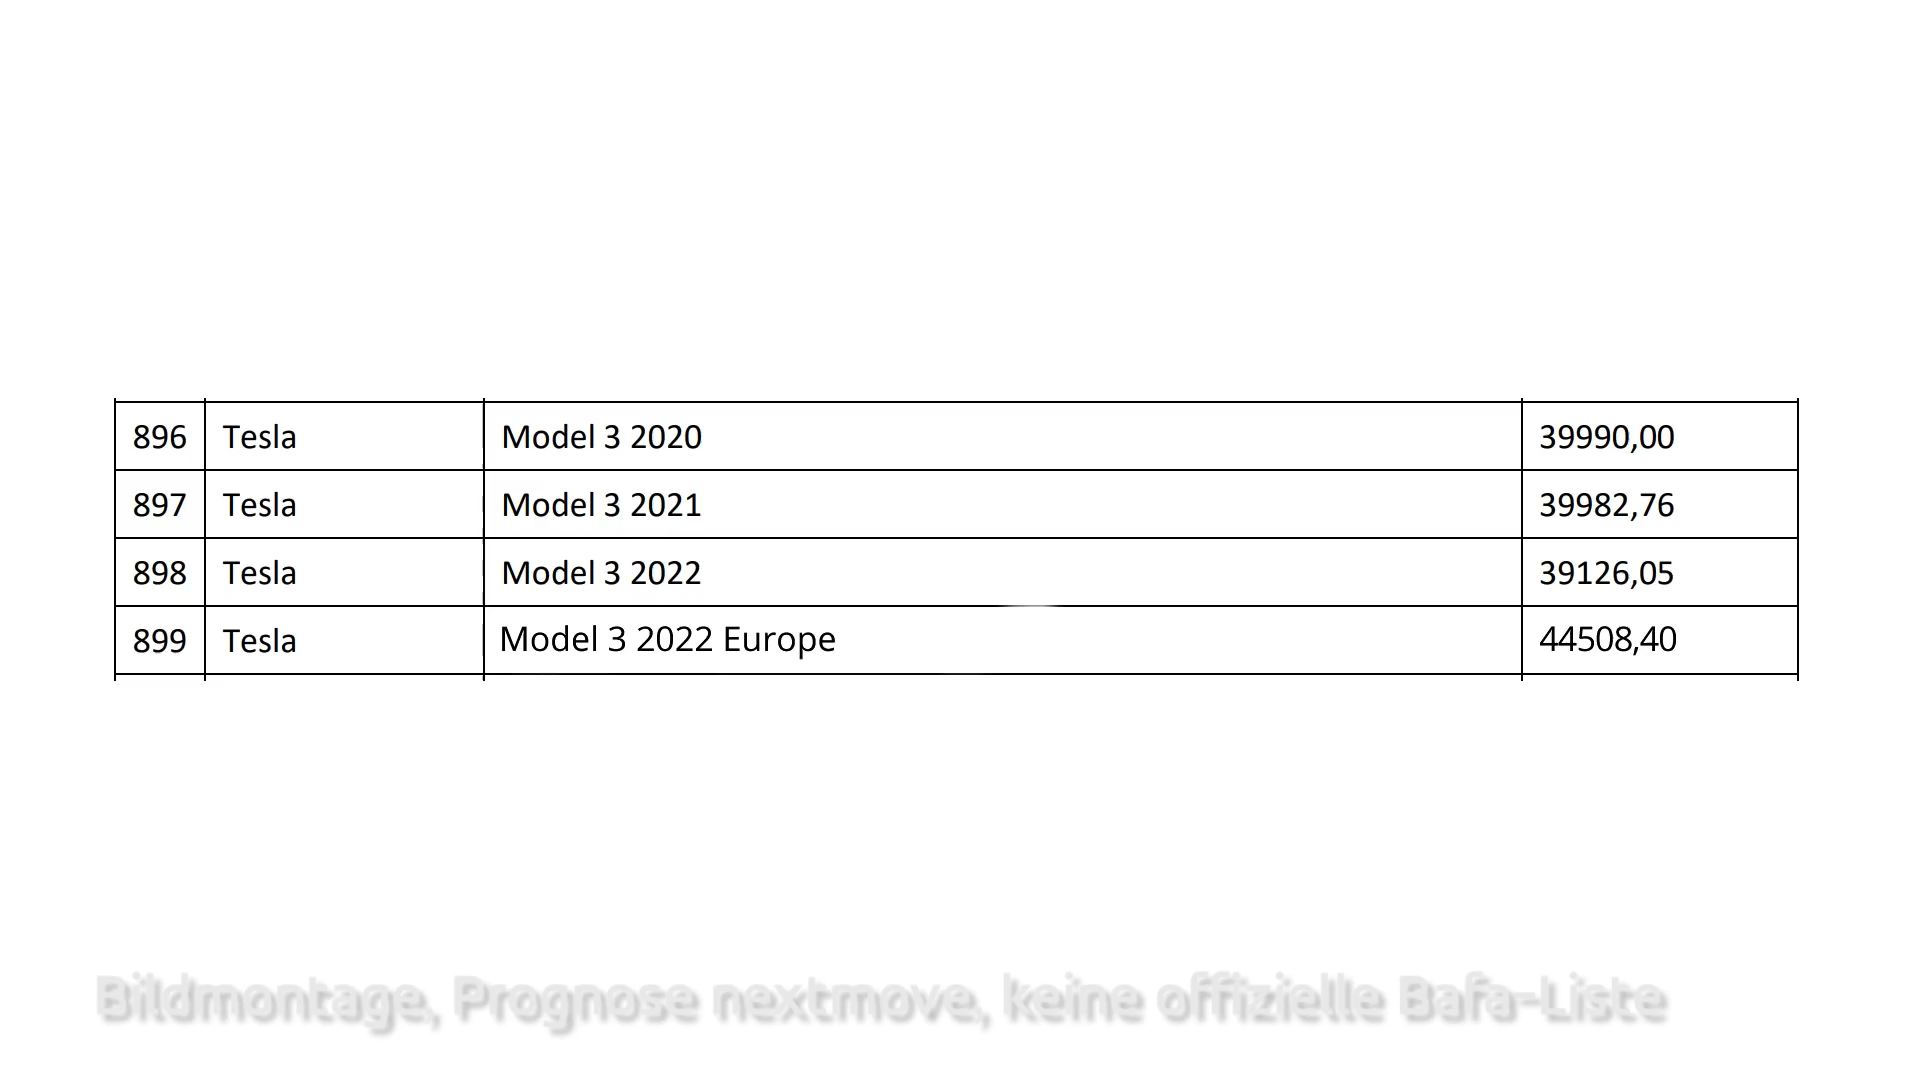 896 Tesla Model 3 2020 39990,00
897 Tesla Model 3 2021 39982,76
898 Tesla Model 3 2022 39126,05
899 Tesla Model 3 2022 Europe 44508,40
Bildmontage, Prognose nextmove, keine offizielle Bafa-Liste